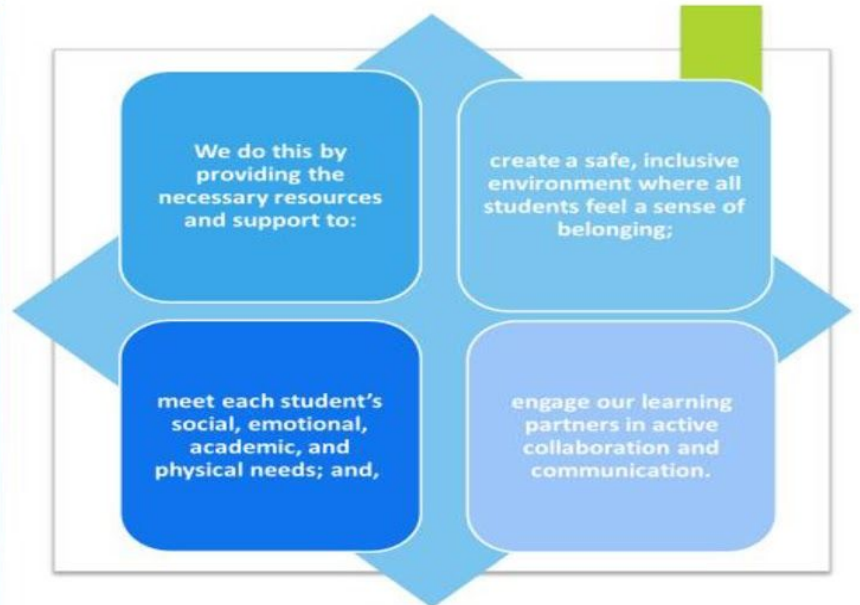 We do this by
providing the
necessary resources
and support to:
create a safe, inclusive
environment where all
students feel a sense of
belonging;
meet each student’s
social, emotional,
academic, and
physical needs; and,
engage our learning
partners in active
collaboration and
communication.